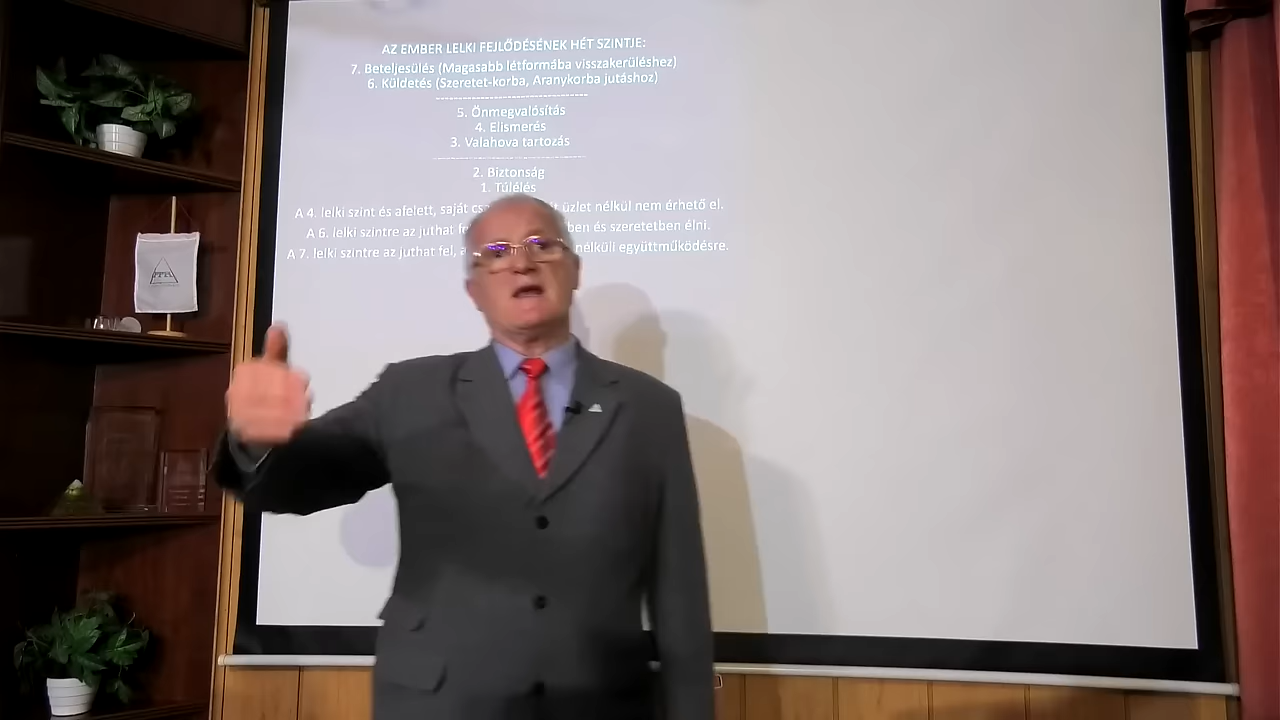 AZ EMBER LELKI FEJLŐDÉSÉNEK HÉT SZINTJE:
7. Beteljesülés (Magasabb létformába visszakerüléshez)
6. Küldetés (Szeretet-korba, Aranykorba jutáshoz)
5. Önmegvalósítás
4. Elismerés
3. Valahova tartozás
2. Biztonság
1. Túlélés
A 4. lelki szint és afelett, saját üzlet nélkül nem érhető el.
A 6. lelki szintre az juthat és szeretetben élni.
A 7. lelki szintre az juthat fel, nélküli együttműködésre.